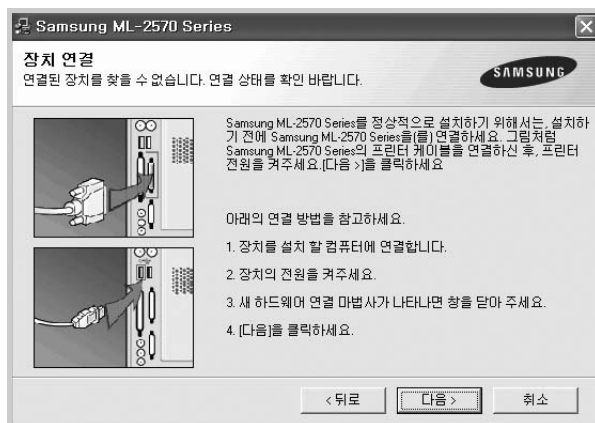 Samsung ML-2570 Series
장치 연결
연결된 장치를 찾을 수 없습니다. 연결 상태를 확인 바랍니다.
SAMSUNG
Samsung ML-2570 Series를 정상적으로 설치하기 위해서는, 설치하
기 전에 Samsung ML-2570 Series을(를) 연결하세요. 그림처럼
Samsung ML-2570 Series의 프린터 케이블을 연결하신 후, 프린터
전원을 켜주세요.[다음 >]을 클릭하세요
아래의 연결 방법을 참고하세요.
1. 장치를 설치 할 컴퓨터에 연결합니다.
2. 장치의 전원을 켜주세요.
3. 새 하드웨어 연결 마법사가 나타나면 창을 닫아 주세요.
4. [다음]을 클릭하세요.
< 뒤로
다음 >
취소